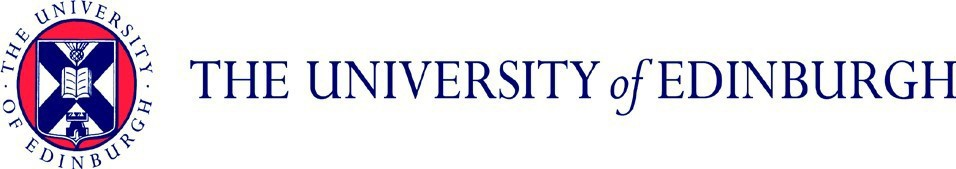 THE UNIVERSITY
· OF EDINBURGH ·
THE UNIVERSITY of EDINBURGH